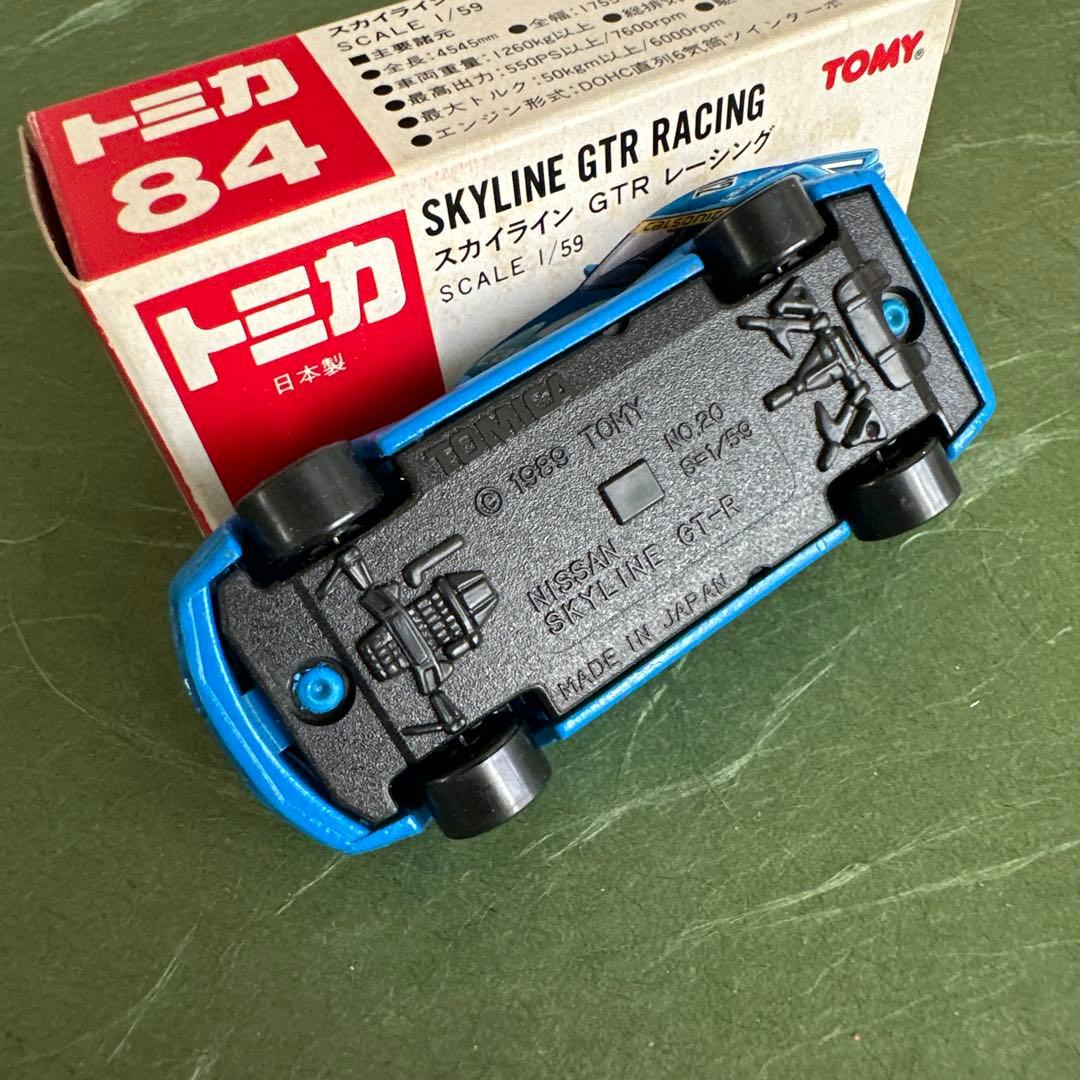 トミカ
84
スカイライン
SCALE 1/59
■主要諸元
●全長:4545mm ●全幅:1755
●車両重量:1260kg以上 ●総排気
●最高出力:550PS以上/7600rpm
●最大トルク:50kgm以上/6000rpm
●エンジン形式:DOHC直列6気筒ツインターボ
TOMY®
トミカ
日本製
SKYLINE GTR RACING
スカイライン GTR レーシング
SCALE 1/59
calsonic
TOMICA
© 1989 TOMY
NO.20
S=1/59
NISSAN
SKYLINE GT-R
MADE IN JAPAN